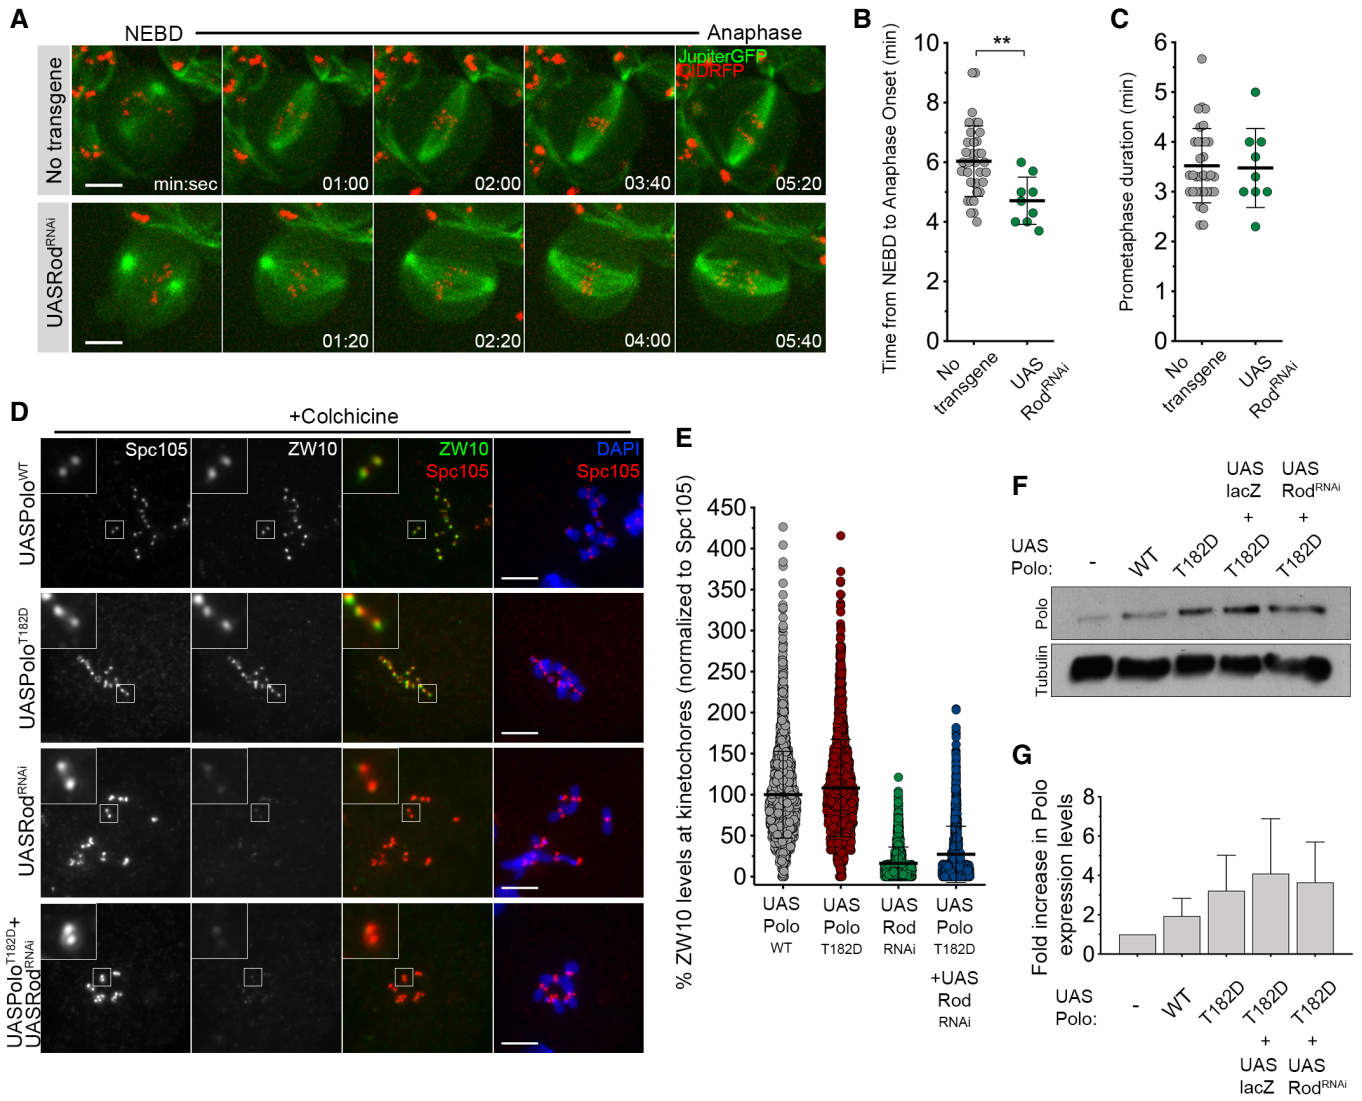 A
NEBD
Anaphase
No transgene
JupiterGFP
CIDRFP
min:sec
01:00
02:00
03:40
05:20
UASRodRNAi
01:20
02:20
04:00
05:40
B
Time from NEBD to Anaphase Onset (min)
10
8
6
4
2
0
**
No
transgene
UAS
RodRNAi
C
Prometaphase duration (min)
6
5
4
3
2
1
0
No
transgene
UAS
RodRNAi
D
+Colchicine
Spc105
ZW10
ZW10
Spc105
DAPI
Spc105
UASPoloWT
UASPoloT182D
UASRodRNAi
UASPoloT182D+
UASRodRNAi
E
% ZW10 levels at kinetochores (normalized to Spc105)
450
400
350
300
250
200
150
100
50
0
UAS
Polo
WT
UAS
Polo
T182D
UAS
Rod
RNAi
UAS
Polo
T182D
+UAS
Rod
RNAi
F
UAS
lacZ
+
UAS
RodRNAi
+
UAS
Polo:
-
WT
T182D
T182D
T182D
Polo
Tubulin
G
Fold increase in Polo
expression levels
8
6
4
2
0
UAS
Polo:
-
WT
T182D
T182D
T182D
+
+
UAS
lacZ
UAS
RodRNAi